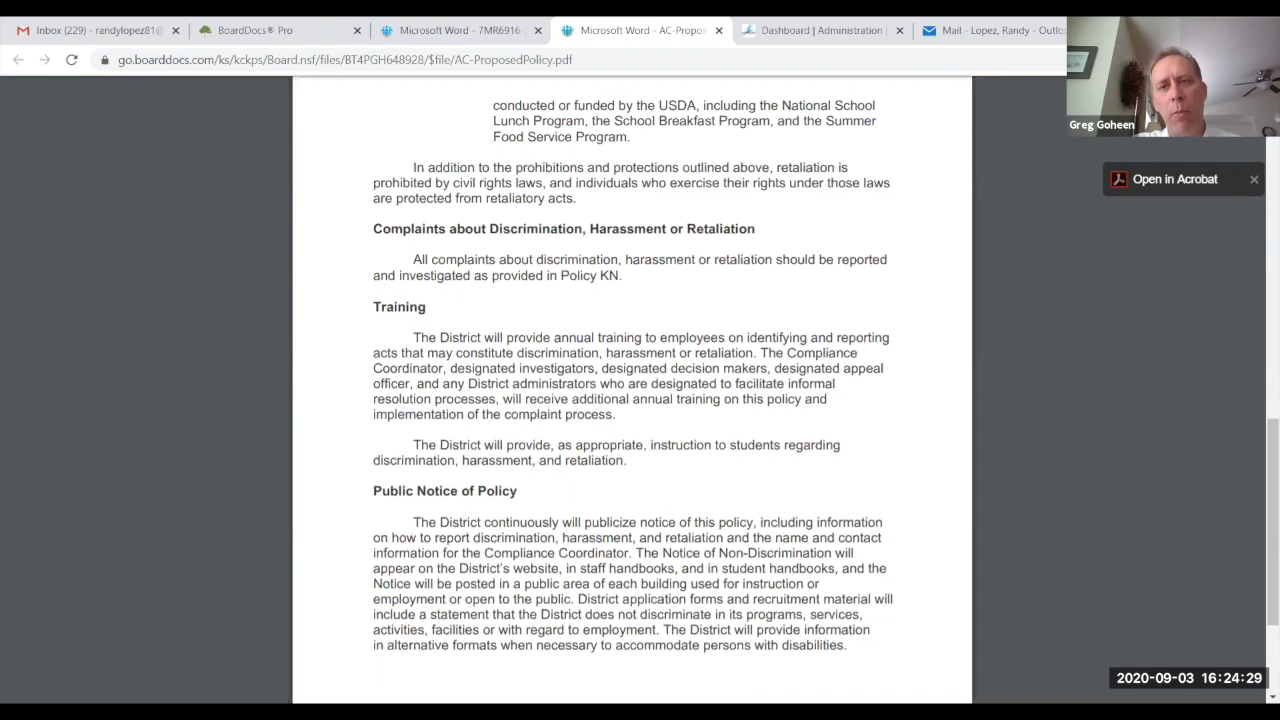 Inbox (229) - randylopez81@
BoardDocs® Pro
Microsoft Word - 7MR6916-
Microsoft Word - AC-Propos
Dashboard | Administration |
Mail - Lopez, Randy - Outlo
go.boarddocs.com/ks/kckps/Board.nsf/files/BT4PGH648928/$file/AC-ProposedPolicy.pdf
Greg Goheen
Open in Acrobat
conducted or funded by the USDA, including the National School
Lunch Program, the School Breakfast Program, and the Summer
Food Service Program.
In addition to the prohibitions and protections outlined above, retaliation is
prohibited by civil rights laws, and individuals who exercise their rights under those laws
are protected from retaliatory acts.
Complaints about Discrimination, Harassment or Retaliation
All complaints about discrimination, harassment or retaliation should be reported
and investigated as provided in Policy KN.
Training
The District will provide annual training to employees on identifying and reporting
acts that may constitute discrimination, harassment or retaliation. The Compliance
Coordinator, designated investigators, designated decision makers, designated appeal
officer, and any District administrators who are designated to facilitate informal
resolution processes, will receive additional annual training on this policy and
implementation of the complaint process.
The District will provide, as appropriate, instruction to students regarding
discrimination, harassment, and retaliation.
Public Notice of Policy
The District continuously will publicize notice of this policy, including information
on how to report discrimination, harassment, and retaliation and the name and contact
information for the Compliance Coordinator. The Notice of Non-Discrimination will
appear on the District's website, in staff handbooks, and in student handbooks, and the
Notice will be posted in a public area of each building used for instruction or
employment or open to the public. District application forms and recruitment material will
include a statement that the District does not discriminate in its programs, services,
activities, facilities or with regard to employment. The District will provide information
in alternative formats when necessary to accommodate persons with disabilities.
2020-09-03 16:24:29